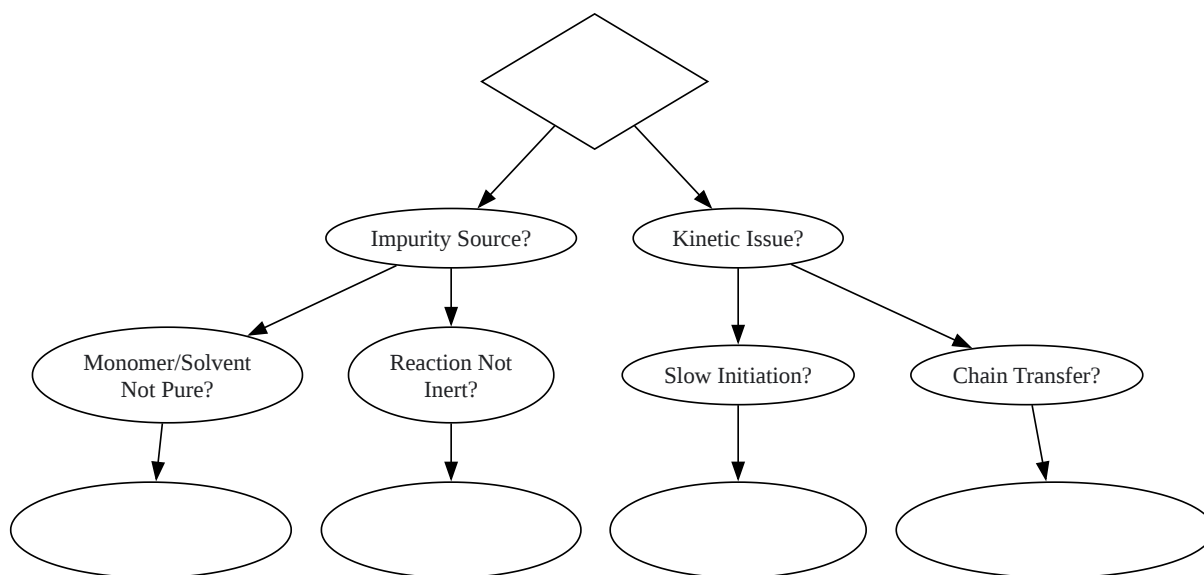 Impurity Source?
Kinetic Issue?
Monomer/Solvent
Not Pure?
Reaction Not
Inert?
Slow Initiation?
Chain Transfer?